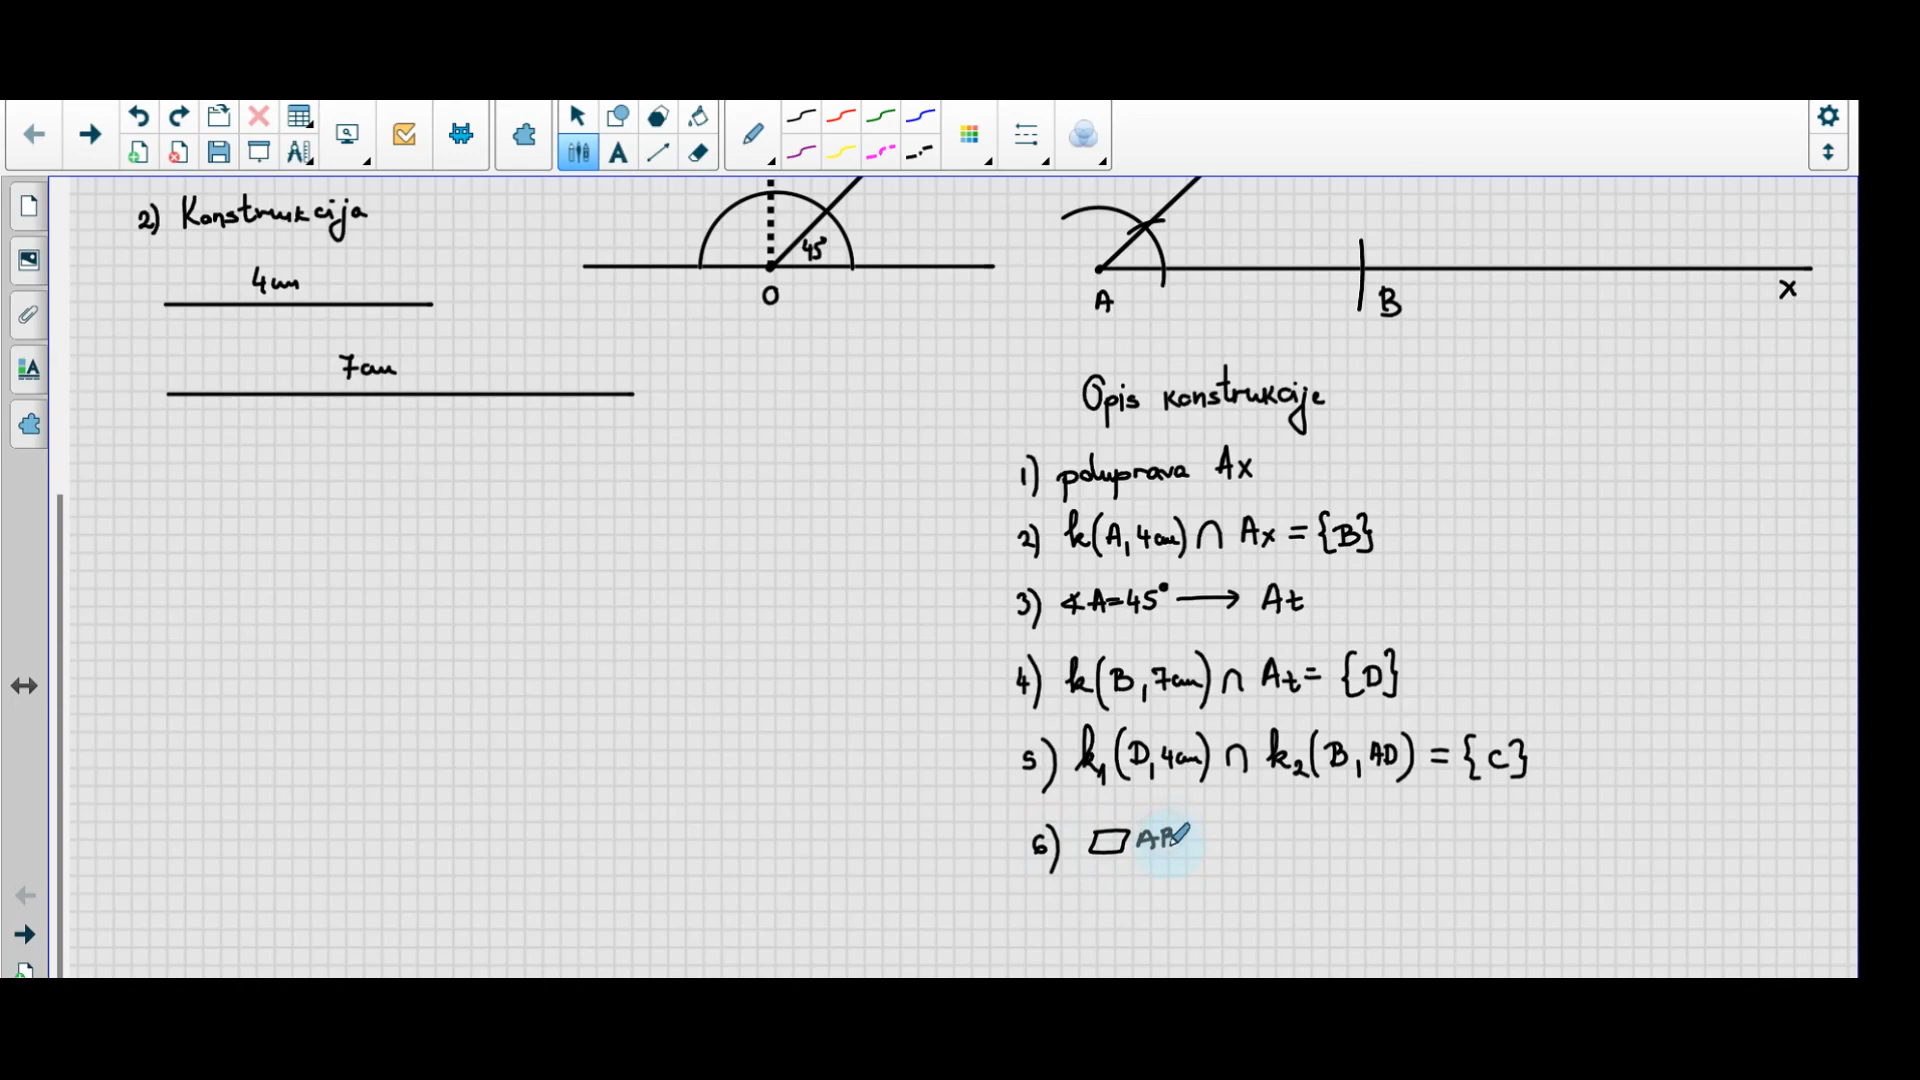 2) Konstrukcija
4cm
7cm
45°
O
A
B
x
Opis konstrukcije
1) poluprava Ax
2) k(A, 4cm) ∩ Ax = {B}
3) ∢A=45° → At
4) k(B, 7cm) ∩ At = {D}
5) k₁(D, 4cm) ∩ k₂(B, AD) = {C}
6) ▱ AB